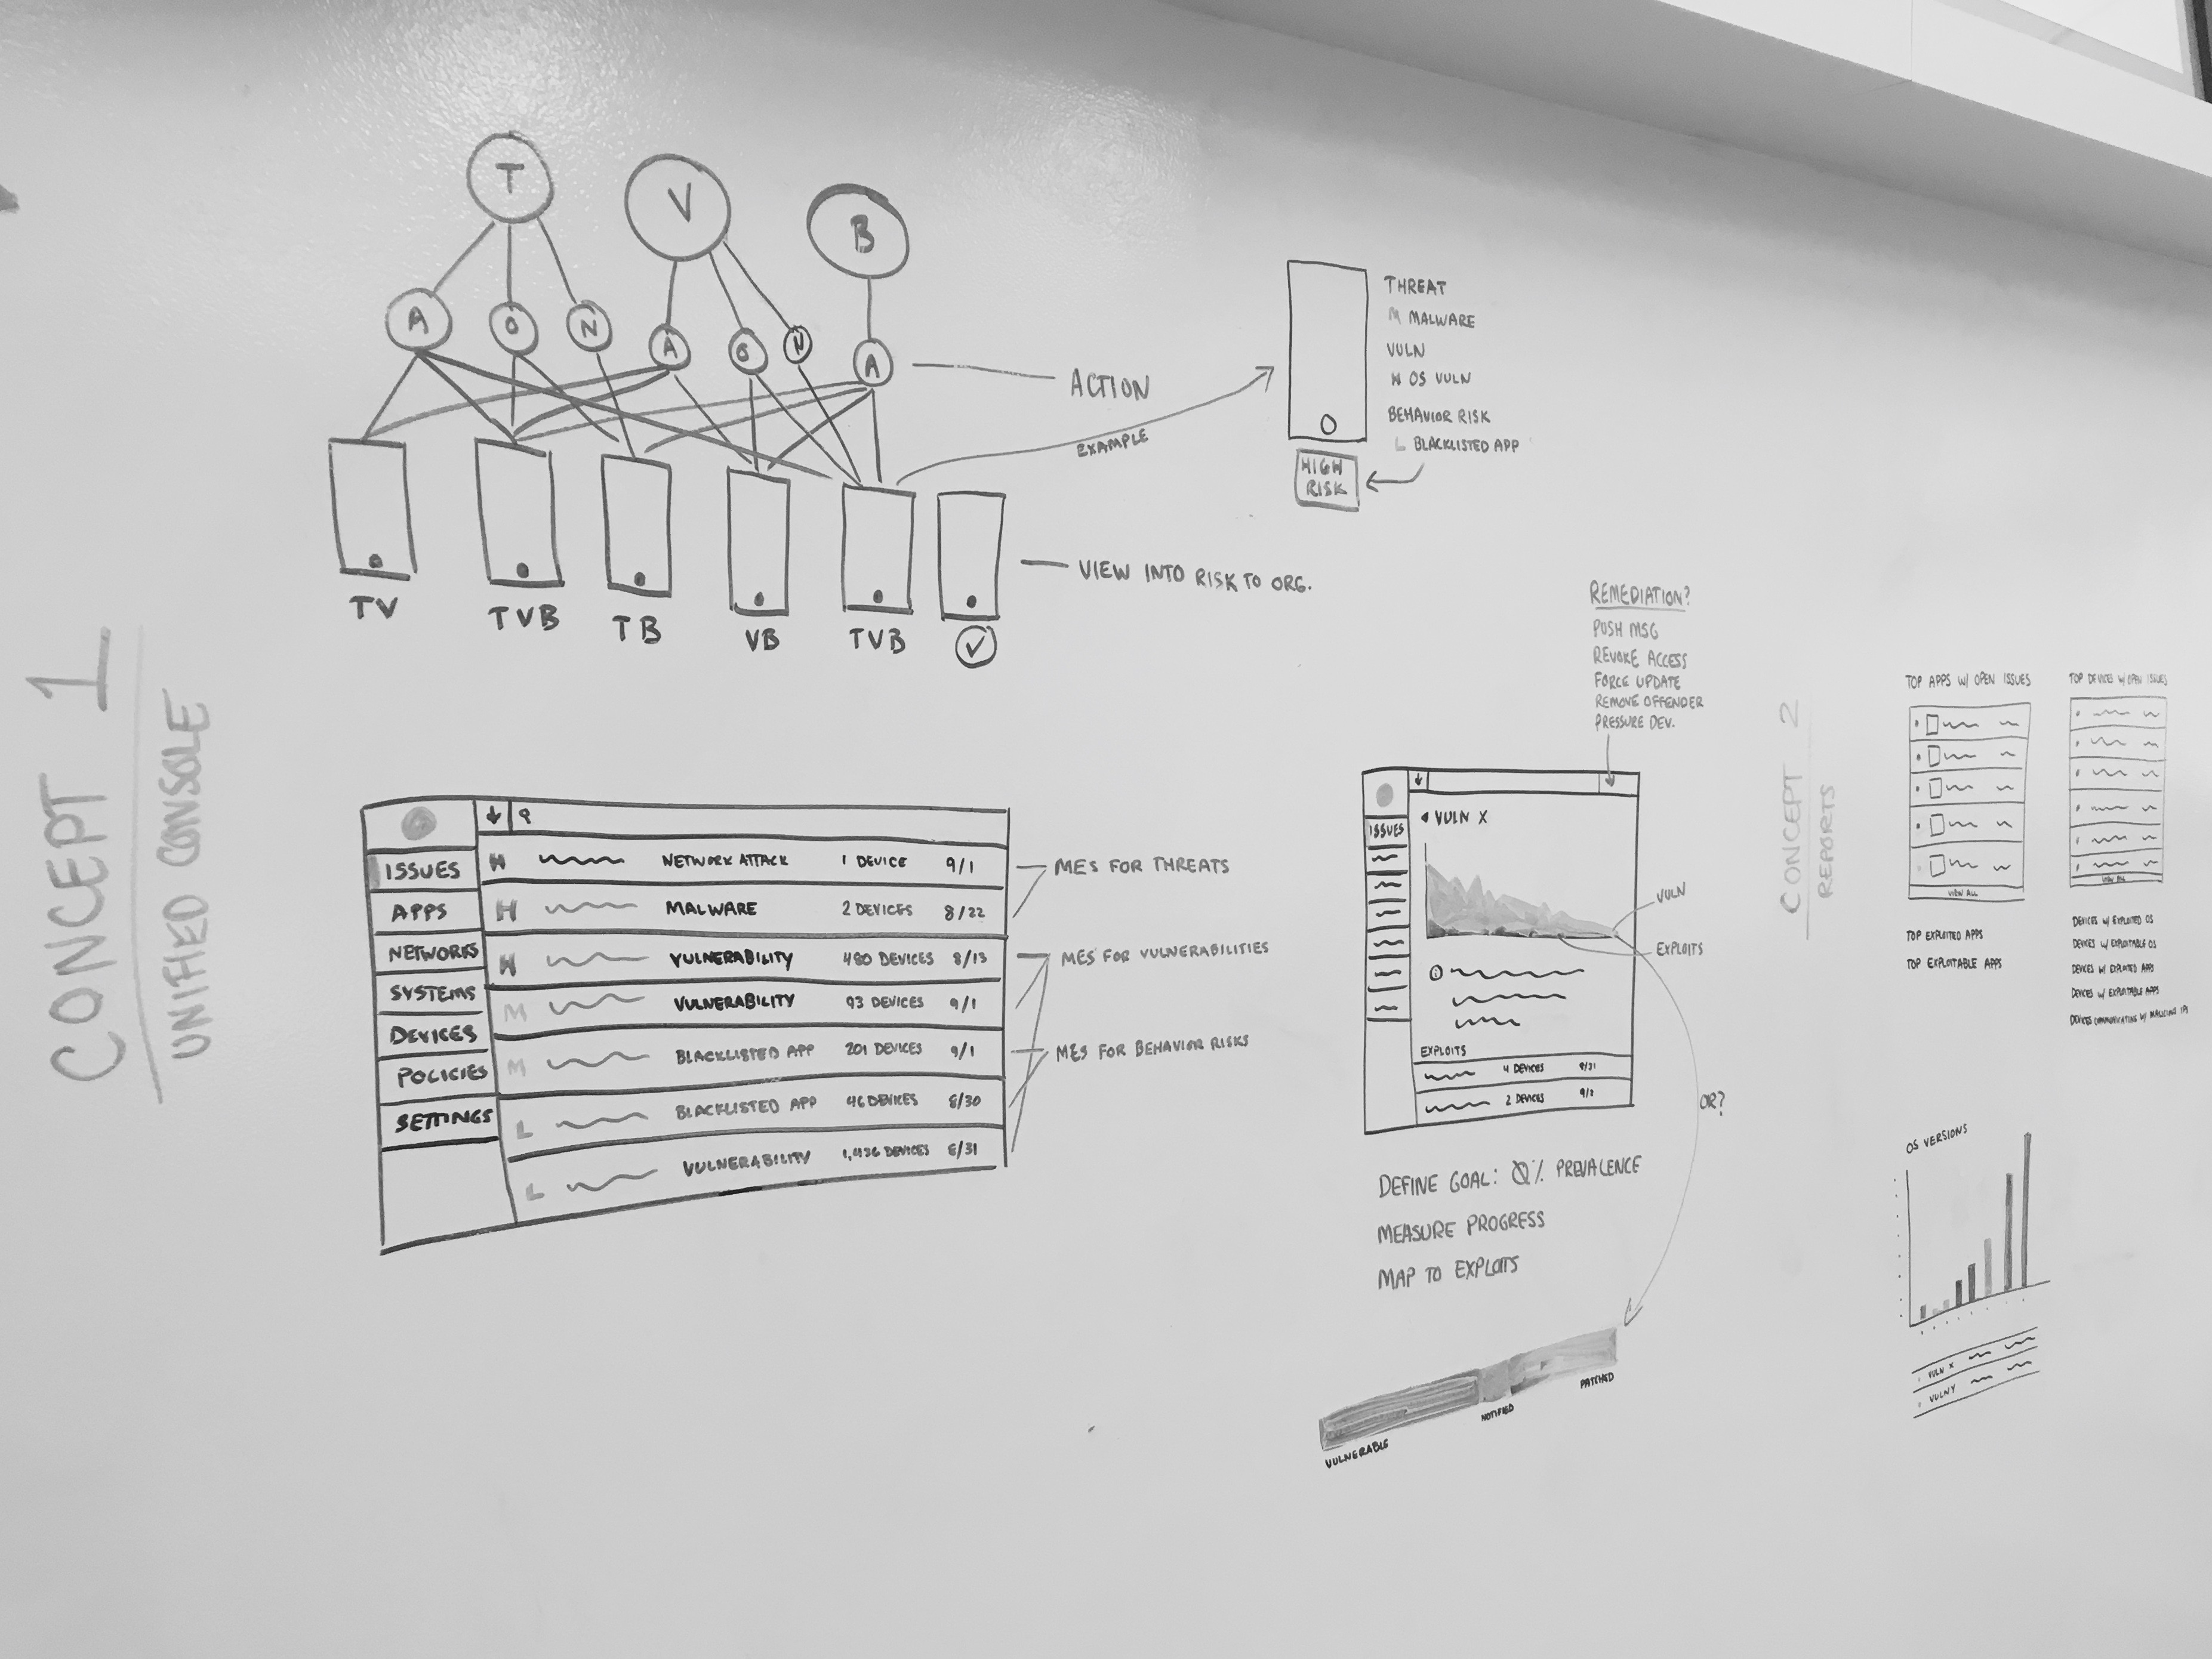 CONCEPT 1
UNIFIED CONSOLE
T
V
B
A
O
N
A
O
N
A
ACTION
EXAMPLE
TV
TVB
TB
VB
TVB
VIEW INTO RISK TO ORG.
THREAT
M MALWARE
VULN
H OS VULN
BEHAVIOR RISK
L BLACKLISTED APP
HIGH
RISK
ISSUES
APPS
NETWORKS
SYSTEMS
DEVICES
POLICIES
SETTINGS
H NETWORK ATTACK 1 DEVICE 9/1
H MALWARE 2 DEVICES 8/22
H VULNERABILITY 480 DEVICES 8/13
M VULNERABILITY 93 DEVICES 9/1
M BLACKLISTED APP 201 DEVICES 9/1
L BLACKLISTED APP 46 DEVICES 8/30
L VULNERABILITY 1,436 DEVICES 8/31
MES FOR THREATS
MES FOR VULNERABILITIES
MES FOR BEHAVIOR RISKS
REMEDIATION?
PUSH MSG
REVOKE ACCESS
FORCE UPDATE
REMOVE OFFENDER
PRESSURE DEV.
ISSUES
VULN X
VULN
EXPLOITS
EXPLOITS
4 DEVICES 8/31
2 DEVICES 9/1
OR?
DEFINE GOAL: 0% PREVALENCE
MEASURE PROGRESS
MAP TO EXPLOITS
VULNERABLE
NOTIFIED
PATCHED
CONCEPT 2
REPORTS
TOP APPS W/ OPEN ISSUES
VIEW ALL
TOP EXPLOITED APPS
TOP EXPLOITABLE APPS
TOP DEVICES W/ OPEN ISSUES
VIEW ALL
DEVICES W/ EXPLOITED OS
DEVICES W/ EXPLOITABLE OS
DEVICES W/ EXPLOITED APPS
DEVICES W/ EXPLOITABLE APPS
DEVICES COMMUNICATING W/ MALICIOUS IPS
OS VERSIONS
VULN X
VULN Y